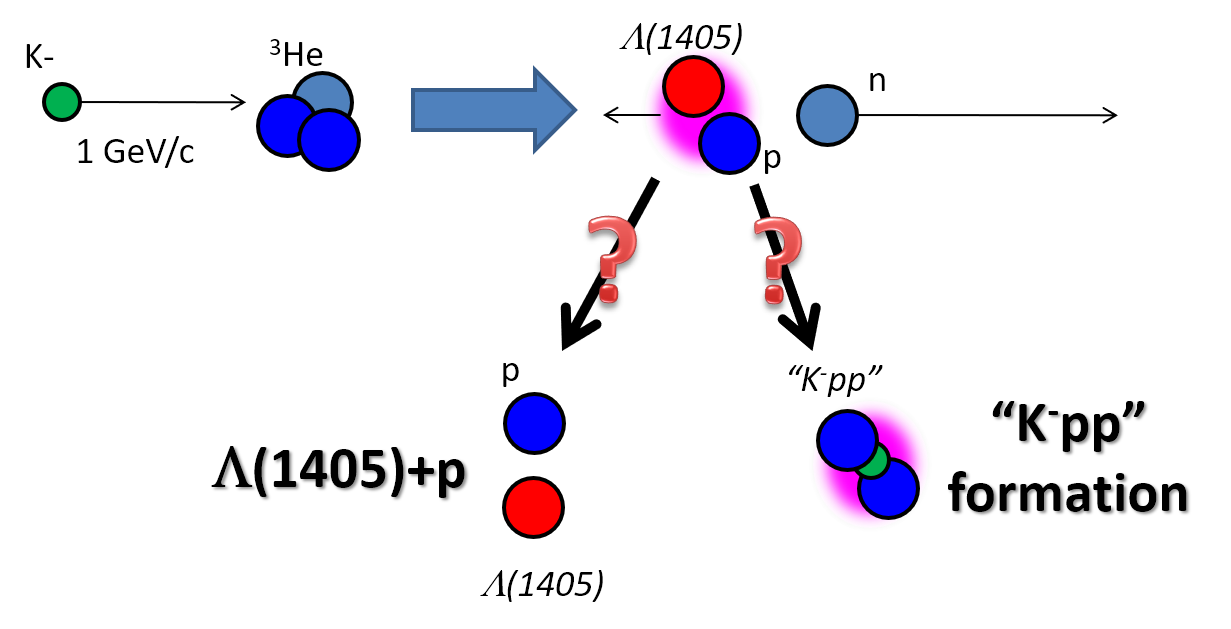 K-
³He
1 GeV/c
Λ(1405)
n
p
?
?
p
Λ(1405)+p
Λ(1405)
“K⁻pp”
“K⁻pp”
formation